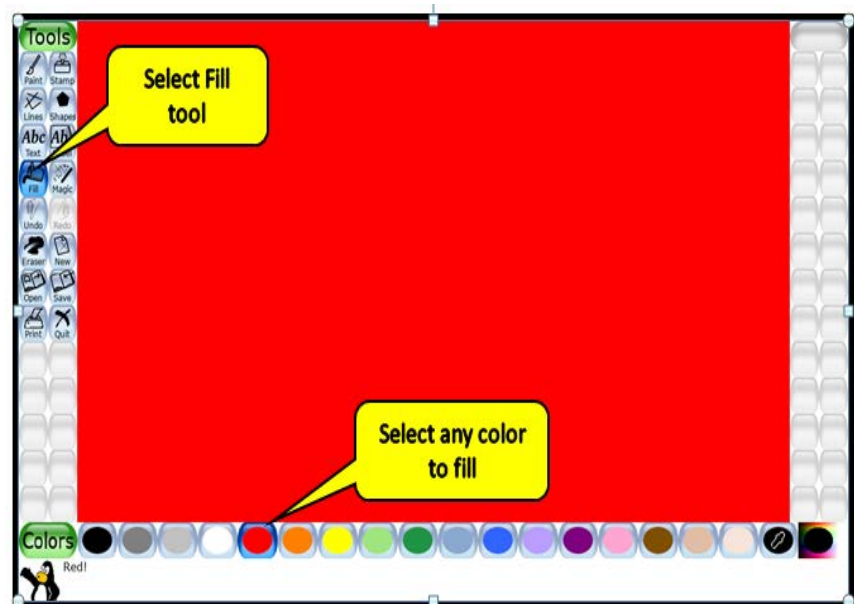 Tools
Paint Stamp
Select Fill
tool
Lines Shapes
Abc
Text
Fill Magic
Undo Redo
Eraser New
Open Save
Print Quit
Select any color
to fill
Colors
Red!